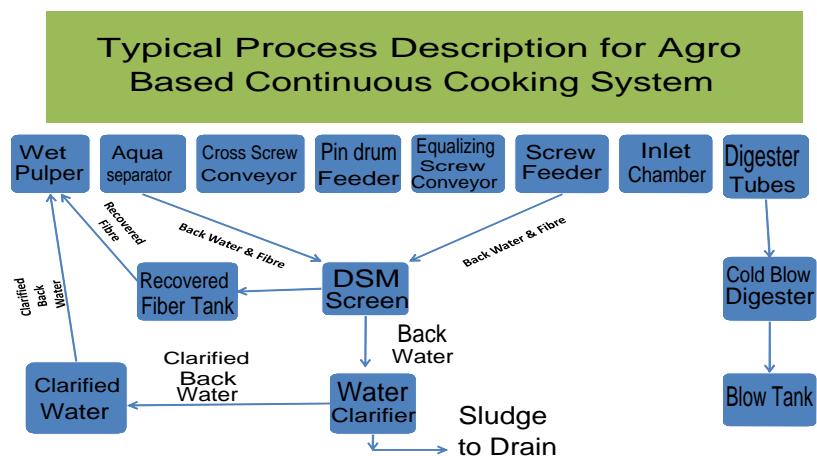 Typical Process Description for Agro
Based Continuous Cooking System
Wet
Pulper
Aqua
separator
Cross Screw
Conveyor
Pin drum
Feeder
Equalizing
Screw
Conveyor
Screw
Feeder
Inlet
Chamber
Digester
Tubes
Recovered
Fibre
Back Water & Fibre
Back Water & Fibre
Clarified
Back
Water
Recovered
Fiber Tank
DSM
Screen
Cold Blow
Digester
Back
Water
Clarified
Back
Water
Clarified
Water
Water
Clarifier
Blow Tank
Sludge
to Drain